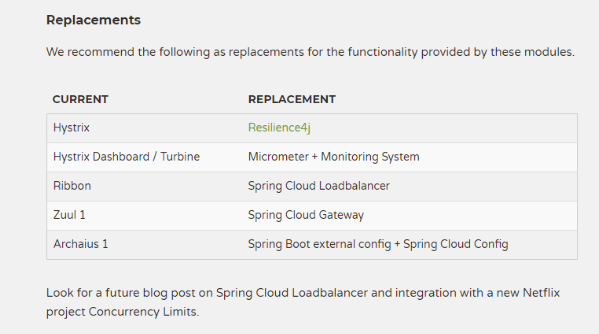 Replacements
We recommend the following as replacements for the functionality provided by these modules.
CURRENT REPLACEMENT
Hystrix Resilience4j
Hystrix Dashboard / Turbine Micrometer + Monitoring System
Ribbon Spring Cloud Loadbalancer
Zuul 1 Spring Cloud Gateway
Archaius 1 Spring Boot external config + Spring Cloud Config
Look for a future blog post on Spring Cloud Loadbalancer and integration with a new Netflix
project Concurrency Limits.